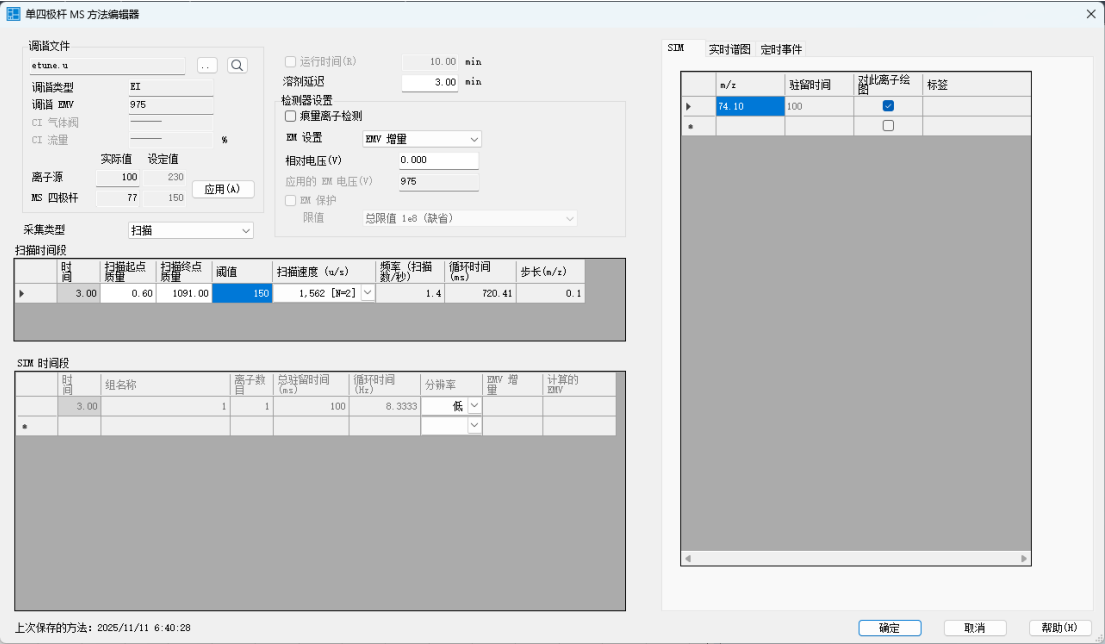 单四极杆 MS 方法编辑器
调谐文件
etune.u
..
调谐类型 EI
调谐 EMV 975
CI 气体阀
CI 流量 %
实际值 设定值
离子源 100 230
MS 四极杆 77 150
应用(A)
采集类型 扫描
运行时间(R) 10.00 min
溶剂延迟 3.00 min
检测器设置
痕量离子检测
EM 设置 EMV 增量
相对电压(V) 0.000
应用的 EM 电压(V) 975
EM 保护
限值 总限值 1e8 (缺省)
扫描时间段
时间 扫描起点质量 扫描终点质量 阈值 扫描速度 (u/s) 频率 (扫描数/秒) 循环时间 (ms) 步长(m/z)
3.00 0.60 1091.00 150 1,562 [N=2] 1.4 720.41 0.1
SIM 时间段
时间 组名称 离子数目 总驻留时间 (ms) 循环时间 (Hz) 分辨率 EMV 增量 计算的 EMV
3.00 1 1 100 8.3333 低
*
SIM 实时谱图 定时事件
m/z 驻留时间 对此离子绘图 标签
74.10 100
*
上次保存的方法: 2025/11/11 6:40:28
确定 取消 帮助(H)